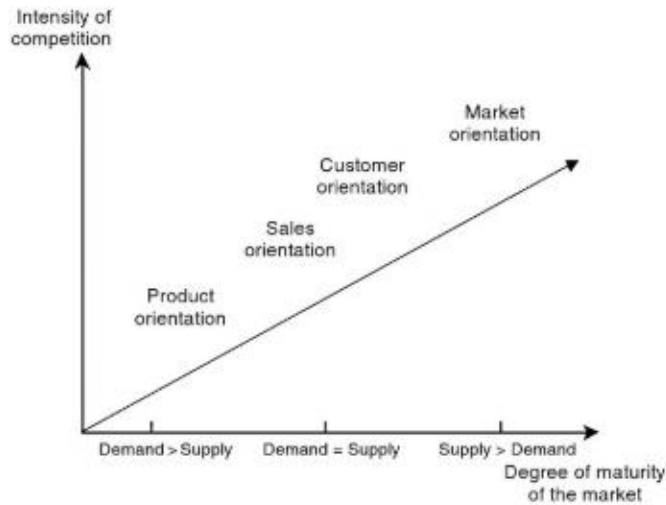 Intensity of
competition
Market
orientation
Customer
orientation
Sales
orientation
Product
orientation
Demand > Supply
Demand = Supply
Supply > Demand
Degree of maturity
of the market